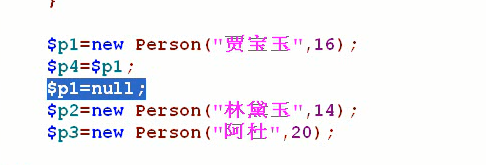 }
$p1=new Person("贾宝玉",16);
$p4=$p1;
$p1=null;
$p2=new Person("林黛玉",14);
$p3=new Person("阿杜",20);